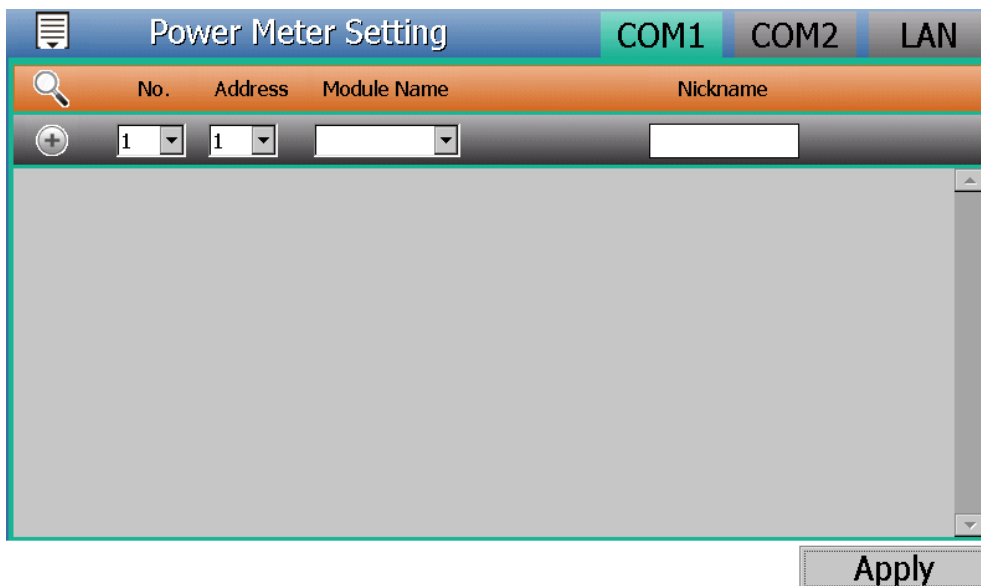 Power Meter Setting COM1 COM2 LAN
No. Address Module Name Nickname
1 1
Apply